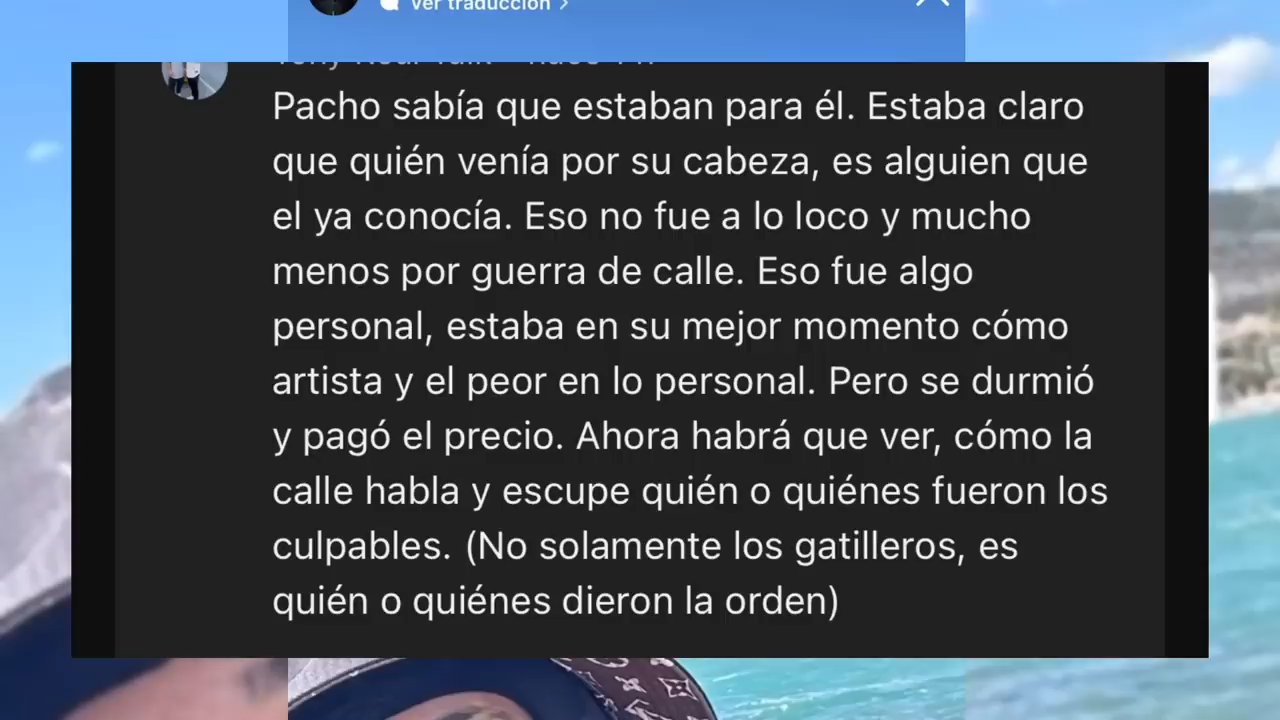 Ver traducción >
Pacho sabía que estaban para él. Estaba claro
que quién venía por su cabeza, es alguien que
el ya conocía. Eso no fue a lo loco y mucho
menos por guerra de calle. Eso fue algo
personal, estaba en su mejor momento cómo
artista y el peor en lo personal. Pero se durmió
y pagó el precio. Ahora habrá que ver, cómo la
calle habla y escupe quién o quiénes fueron los
culpables. (No solamente los gatilleros, es
quién o quiénes dieron la orden)